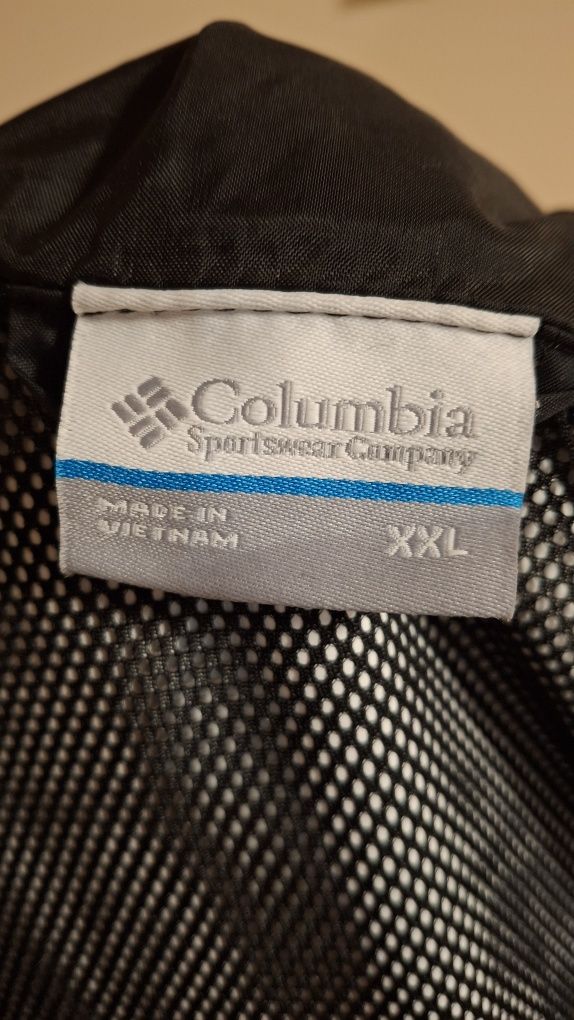 Columbia
Sportswear Company
MADE IN
VIETNAM
XXL